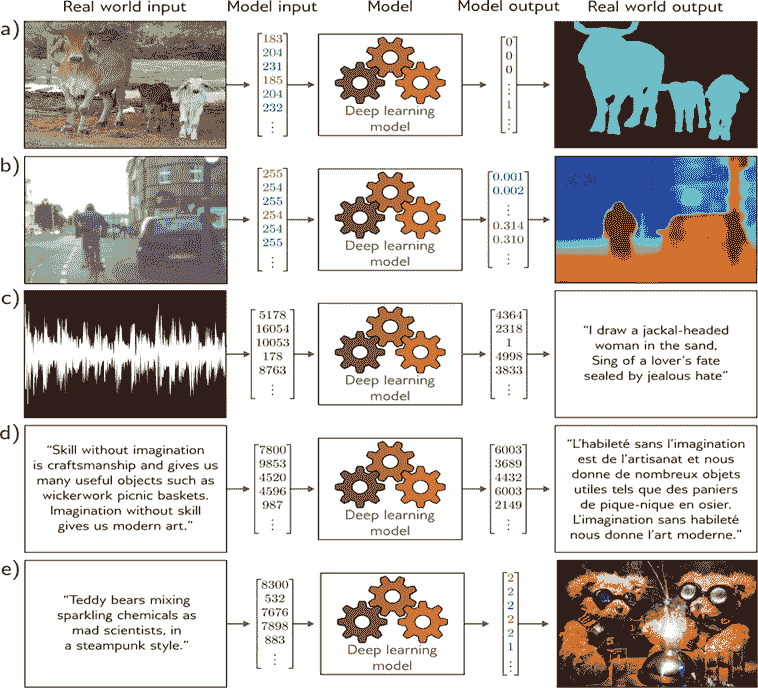 Real world input
Model input
Model
Model output
Real world output
a)
183
204
231
185
204
232
⋮
Deep learning
model
0
0
0
⋮
1
⋮
b)
255
254
255
254
254
255
⋮
Deep learning
model
0.001
0.002
⋮
0.314
0.310
⋮
c)
5178
16054
10053
178
8763
⋮
Deep learning
model
4364
2318
1
4998
3833
⋮
“I draw a jackal-headed
woman in the sand,
Sing of a lover’s fate
sealed by jealous hate”
d)
“Skill without imagination
is craftsmanship and gives us
many useful objects such as
wickerwork picnic baskets.
Imagination without skill
gives us modern art.”
7800
9853
4520
4596
987
⋮
Deep learning
model
6003
3689
4432
6003
2149
⋮
“L’habileté sans l’imagination
est de l’artisanat et nous
donne de nombreux objets
utiles tels que des paniers
de pique-nique en osier.
L’imagination sans habileté
nous donne l’art moderne.”
e)
“Teddy bears mixing
sparkling chemicals as
mad scientists, in
a steampunk style.”
8300
532
7676
7898
883
⋮
Deep learning
model
2
2
2
2
2
1
⋮